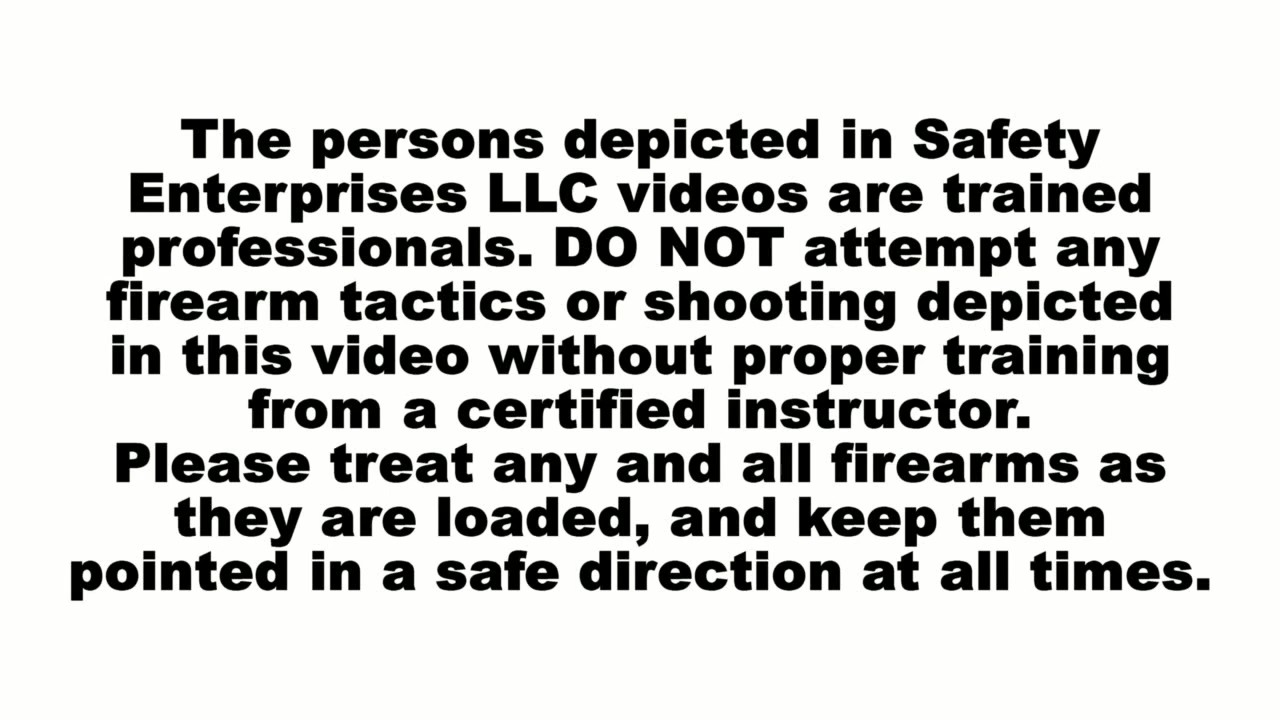 The persons depicted in Safety
Enterprises LLC videos are trained
professionals. DO NOT attempt any
firearm tactics or shooting depicted
in this video without proper training
from a certified instructor.
Please treat any and all firearms as
they are loaded, and keep them
pointed in a safe direction at all times.